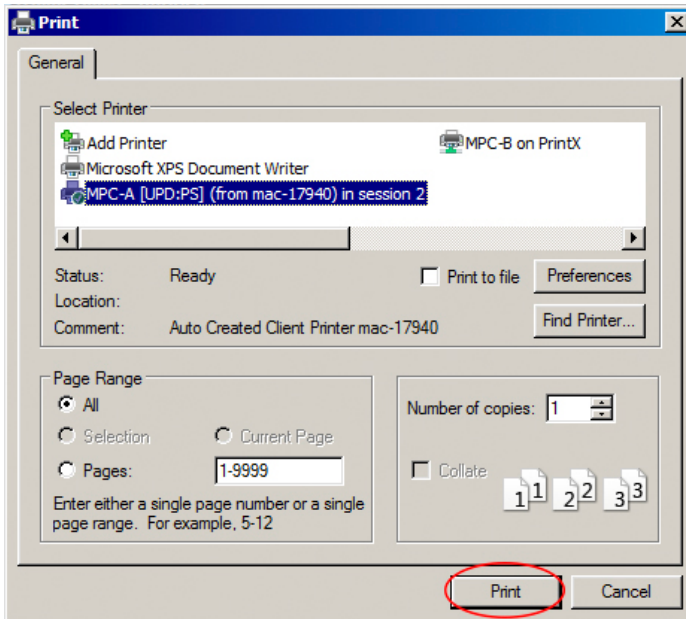 Print
General
Select Printer
Add Printer
MPC-B on PrintX
Microsoft XPS Document Writer
MPC-A [UPD:PS] (from mac-17940) in session 2
Status: Ready
Print to file
Preferences
Location:
Comment: Auto Created Client Printer mac-17940
Find Printer...
Page Range
All
Selection
Current Page
Pages: 1-9999
Enter either a single page number or a single
page range. For example, 5-12
Number of copies: 1
Collate
1 1 2 2 3 3
Print
Cancel